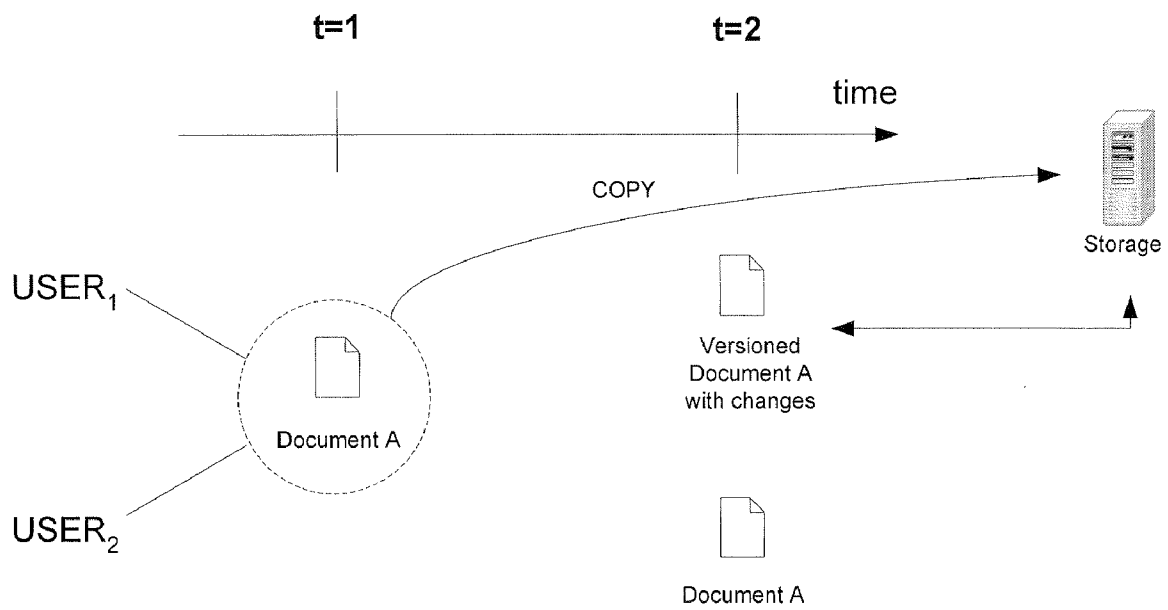 t=1
t=2
time
COPY
Storage
USER₁
Versioned
Document A
with changes
Document A
USER₂
Document A